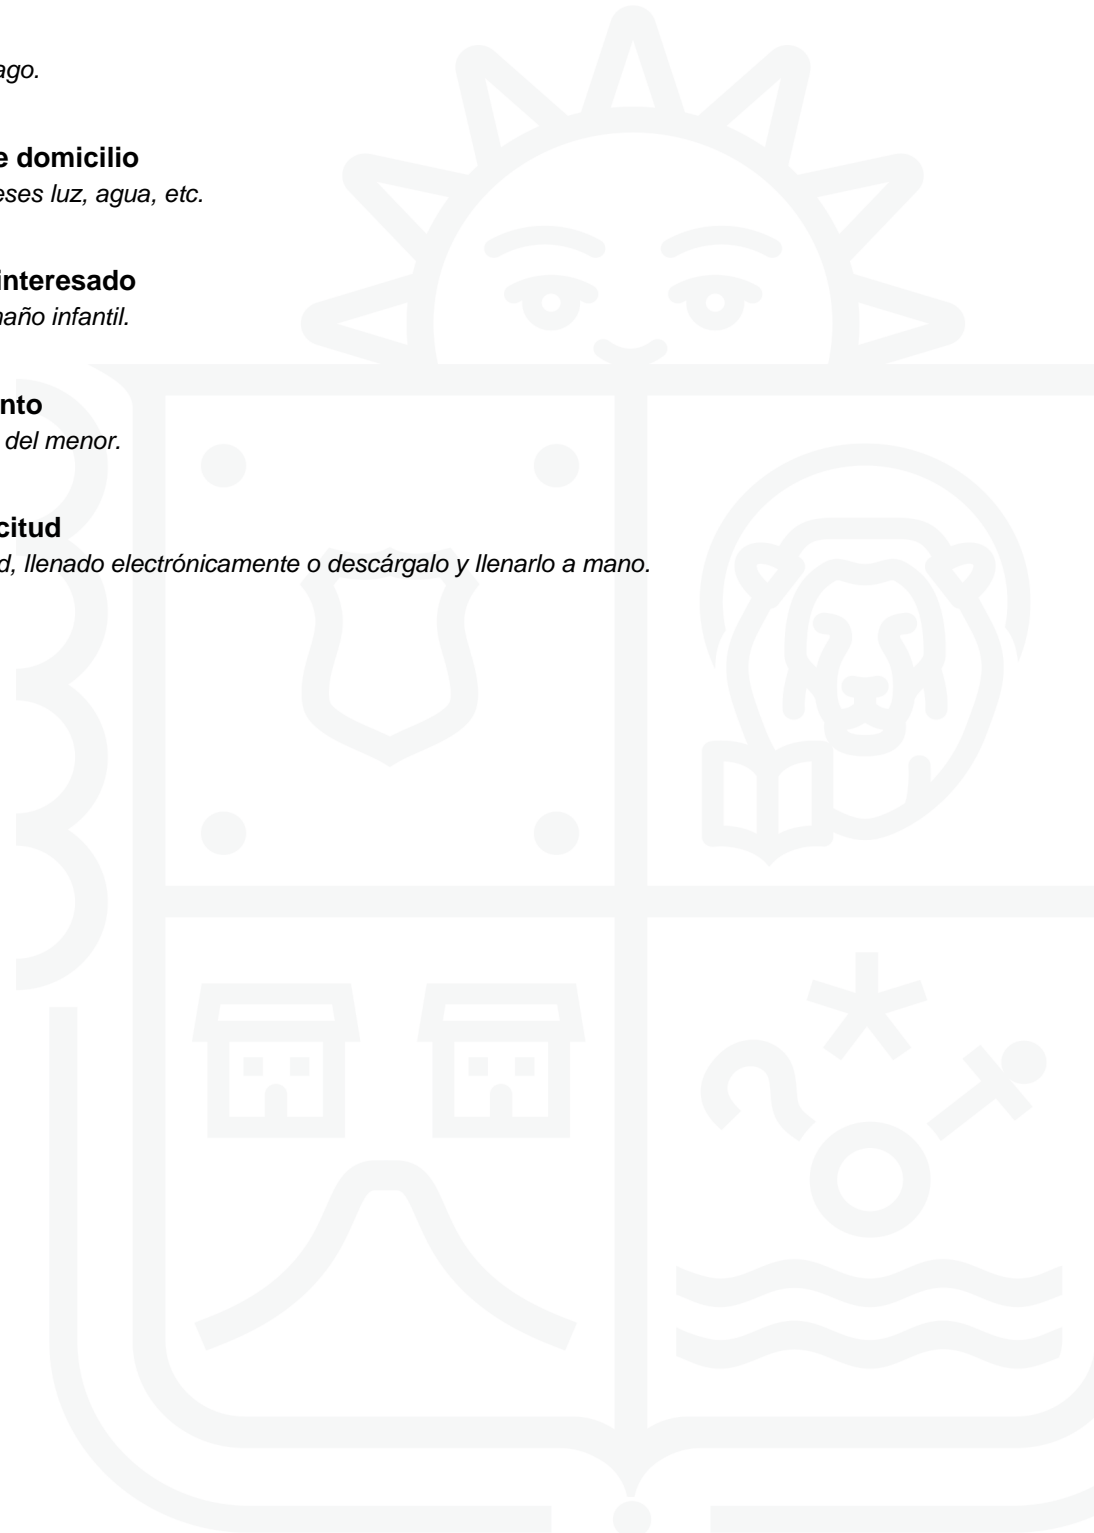 ago.
e domicilio
eses luz, agua, etc.
interesado
naño infantil.
nto
del menor.
citud
d, llenado electrónicamente o descárgalo y llenarlo a mano.